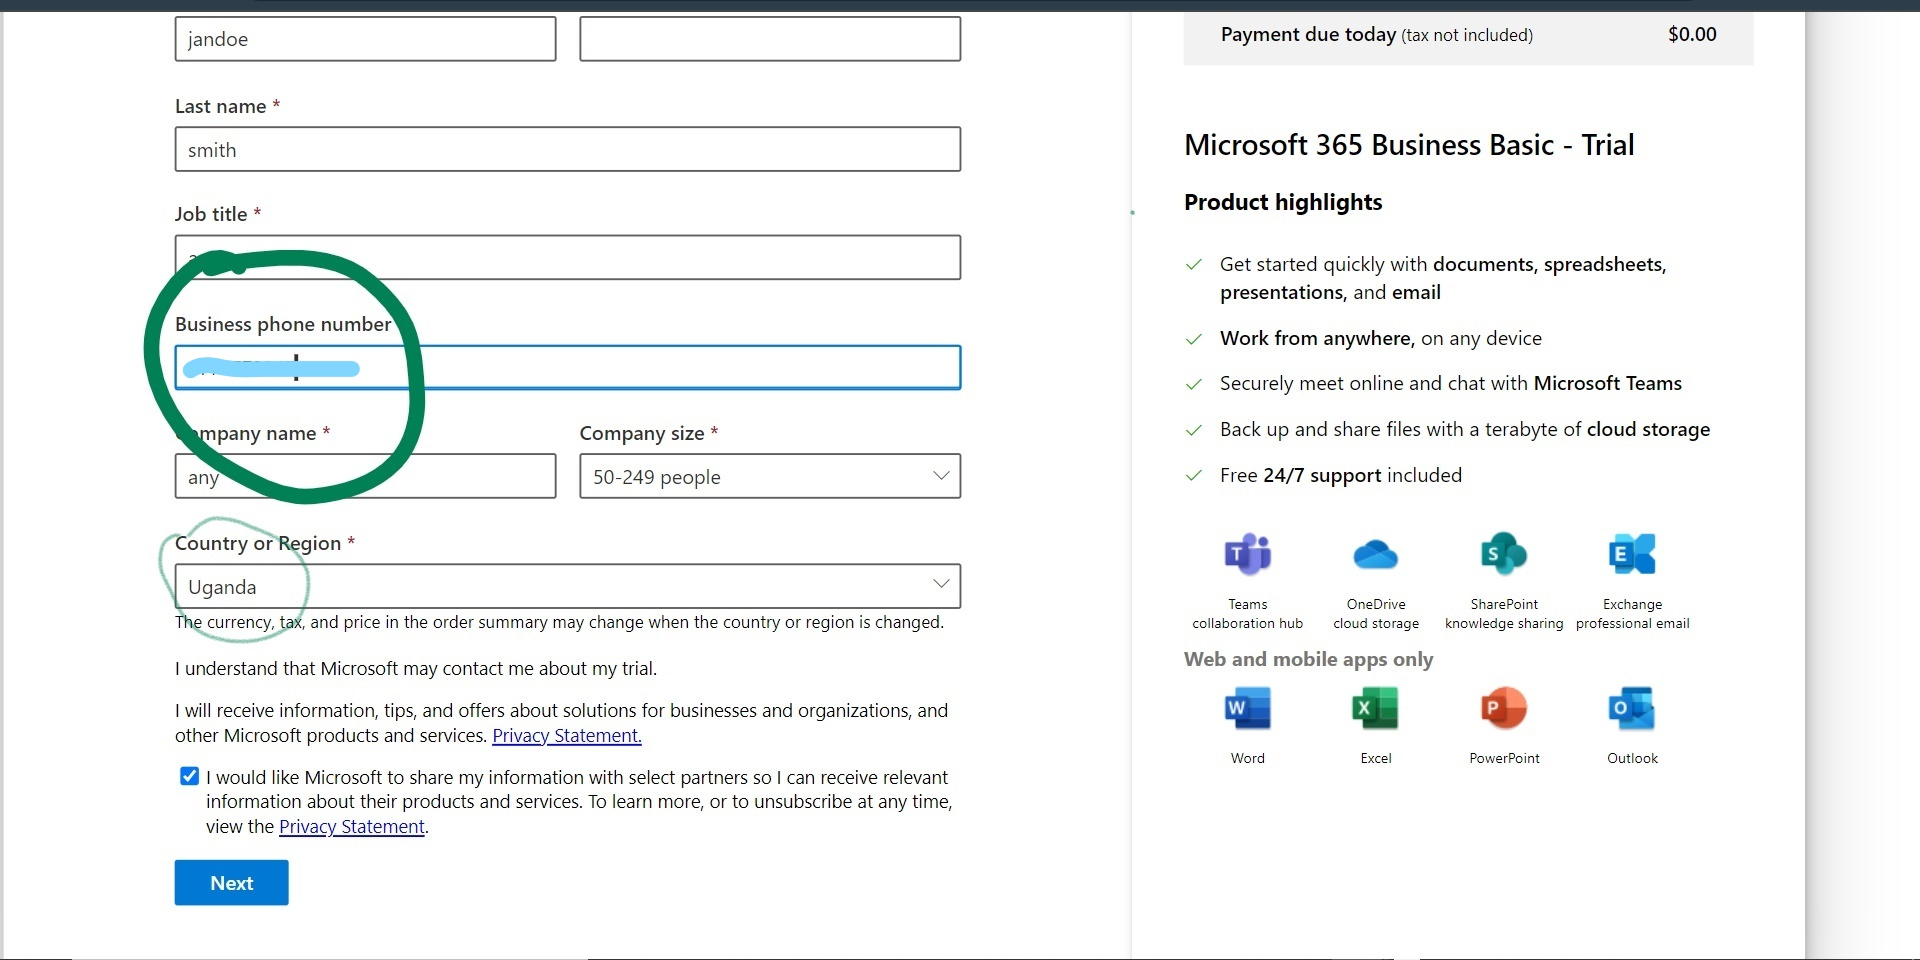 jandoe
Last name *
smith
Job title *
Business phone number
Company name *
Company size *
any
50-249 people
Country or Region *
Uganda
The currency, tax, and price in the order summary may change when the country or region is changed.
I understand that Microsoft may contact me about my trial.
I will receive information, tips, and offers about solutions for businesses and organizations, and
other Microsoft products and services. Privacy Statement.
I would like Microsoft to share my information with select partners so I can receive relevant
information about their products and services. To learn more, or to unsubscribe at any time,
view the Privacy Statement.
Next
Payment due today (tax not included) $0.00
Microsoft 365 Business Basic - Trial
Product highlights
Get started quickly with documents, spreadsheets,
presentations, and email
Work from anywhere, on any device
Securely meet online and chat with Microsoft Teams
Back up and share files with a terabyte of cloud storage
Free 24/7 support included
T
S
E
Teams
collaboration hub
OneDrive
cloud storage
SharePoint
knowledge sharing
Exchange
professional email
Web and mobile apps only
W
X
P
O
Word
Excel
PowerPoint
Outlook